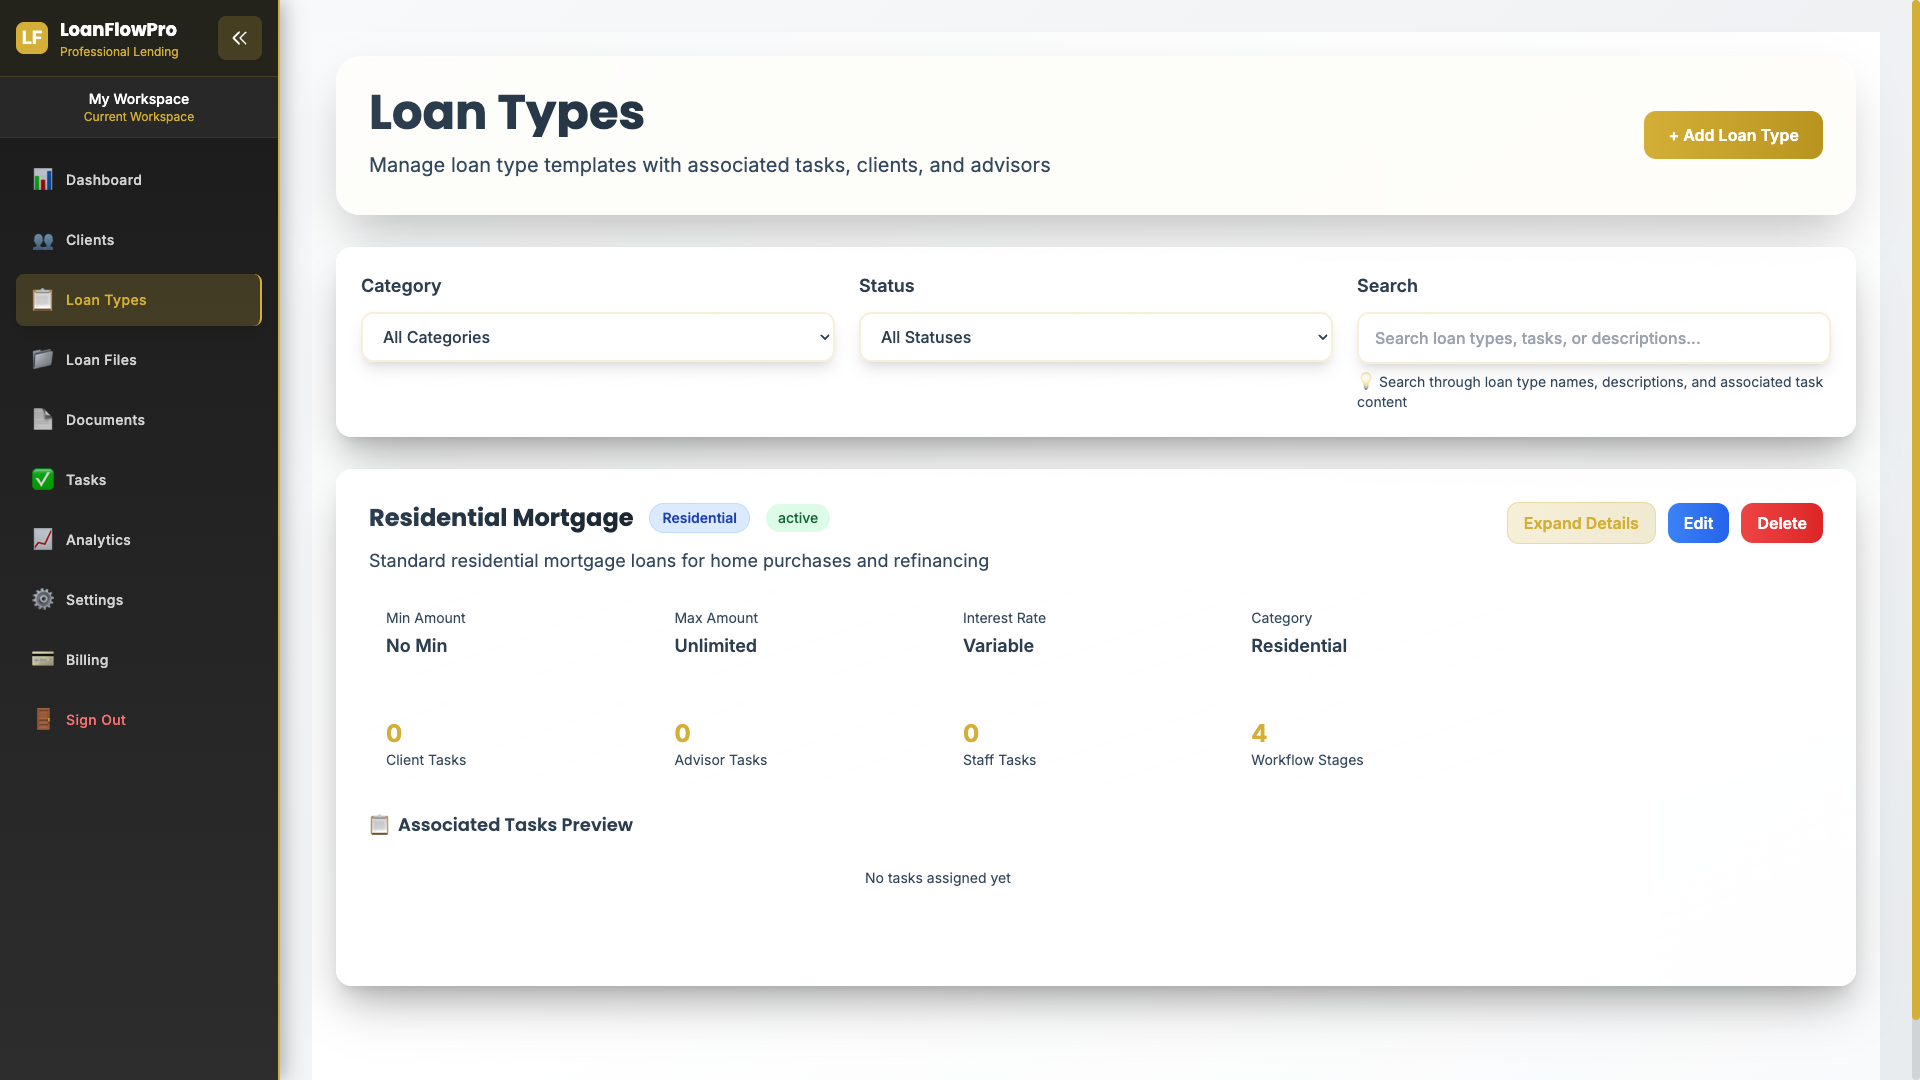 LF
LoanFlowPro
Professional Lending
My Workspace
Current Workspace
Dashboard
Clients
Loan Types
Loan Files
Documents
Tasks
Analytics
Settings
Billing
Sign Out
Loan Types
Manage loan type templates with associated tasks, clients, and advisors
+ Add Loan Type
Category
All Categories
Status
All Statuses
Search
Search loan types, tasks, or descriptions...
💡 Search through loan type names, descriptions, and associated task
content
Residential Mortgage Residential active
Expand Details Edit Delete
Standard residential mortgage loans for home purchases and refinancing
Min Amount
No Min
Max Amount
Unlimited
Interest Rate
Variable
Category
Residential
0
Client Tasks
0
Advisor Tasks
0
Staff Tasks
4
Workflow Stages
📋 Associated Tasks Preview
No tasks assigned yet